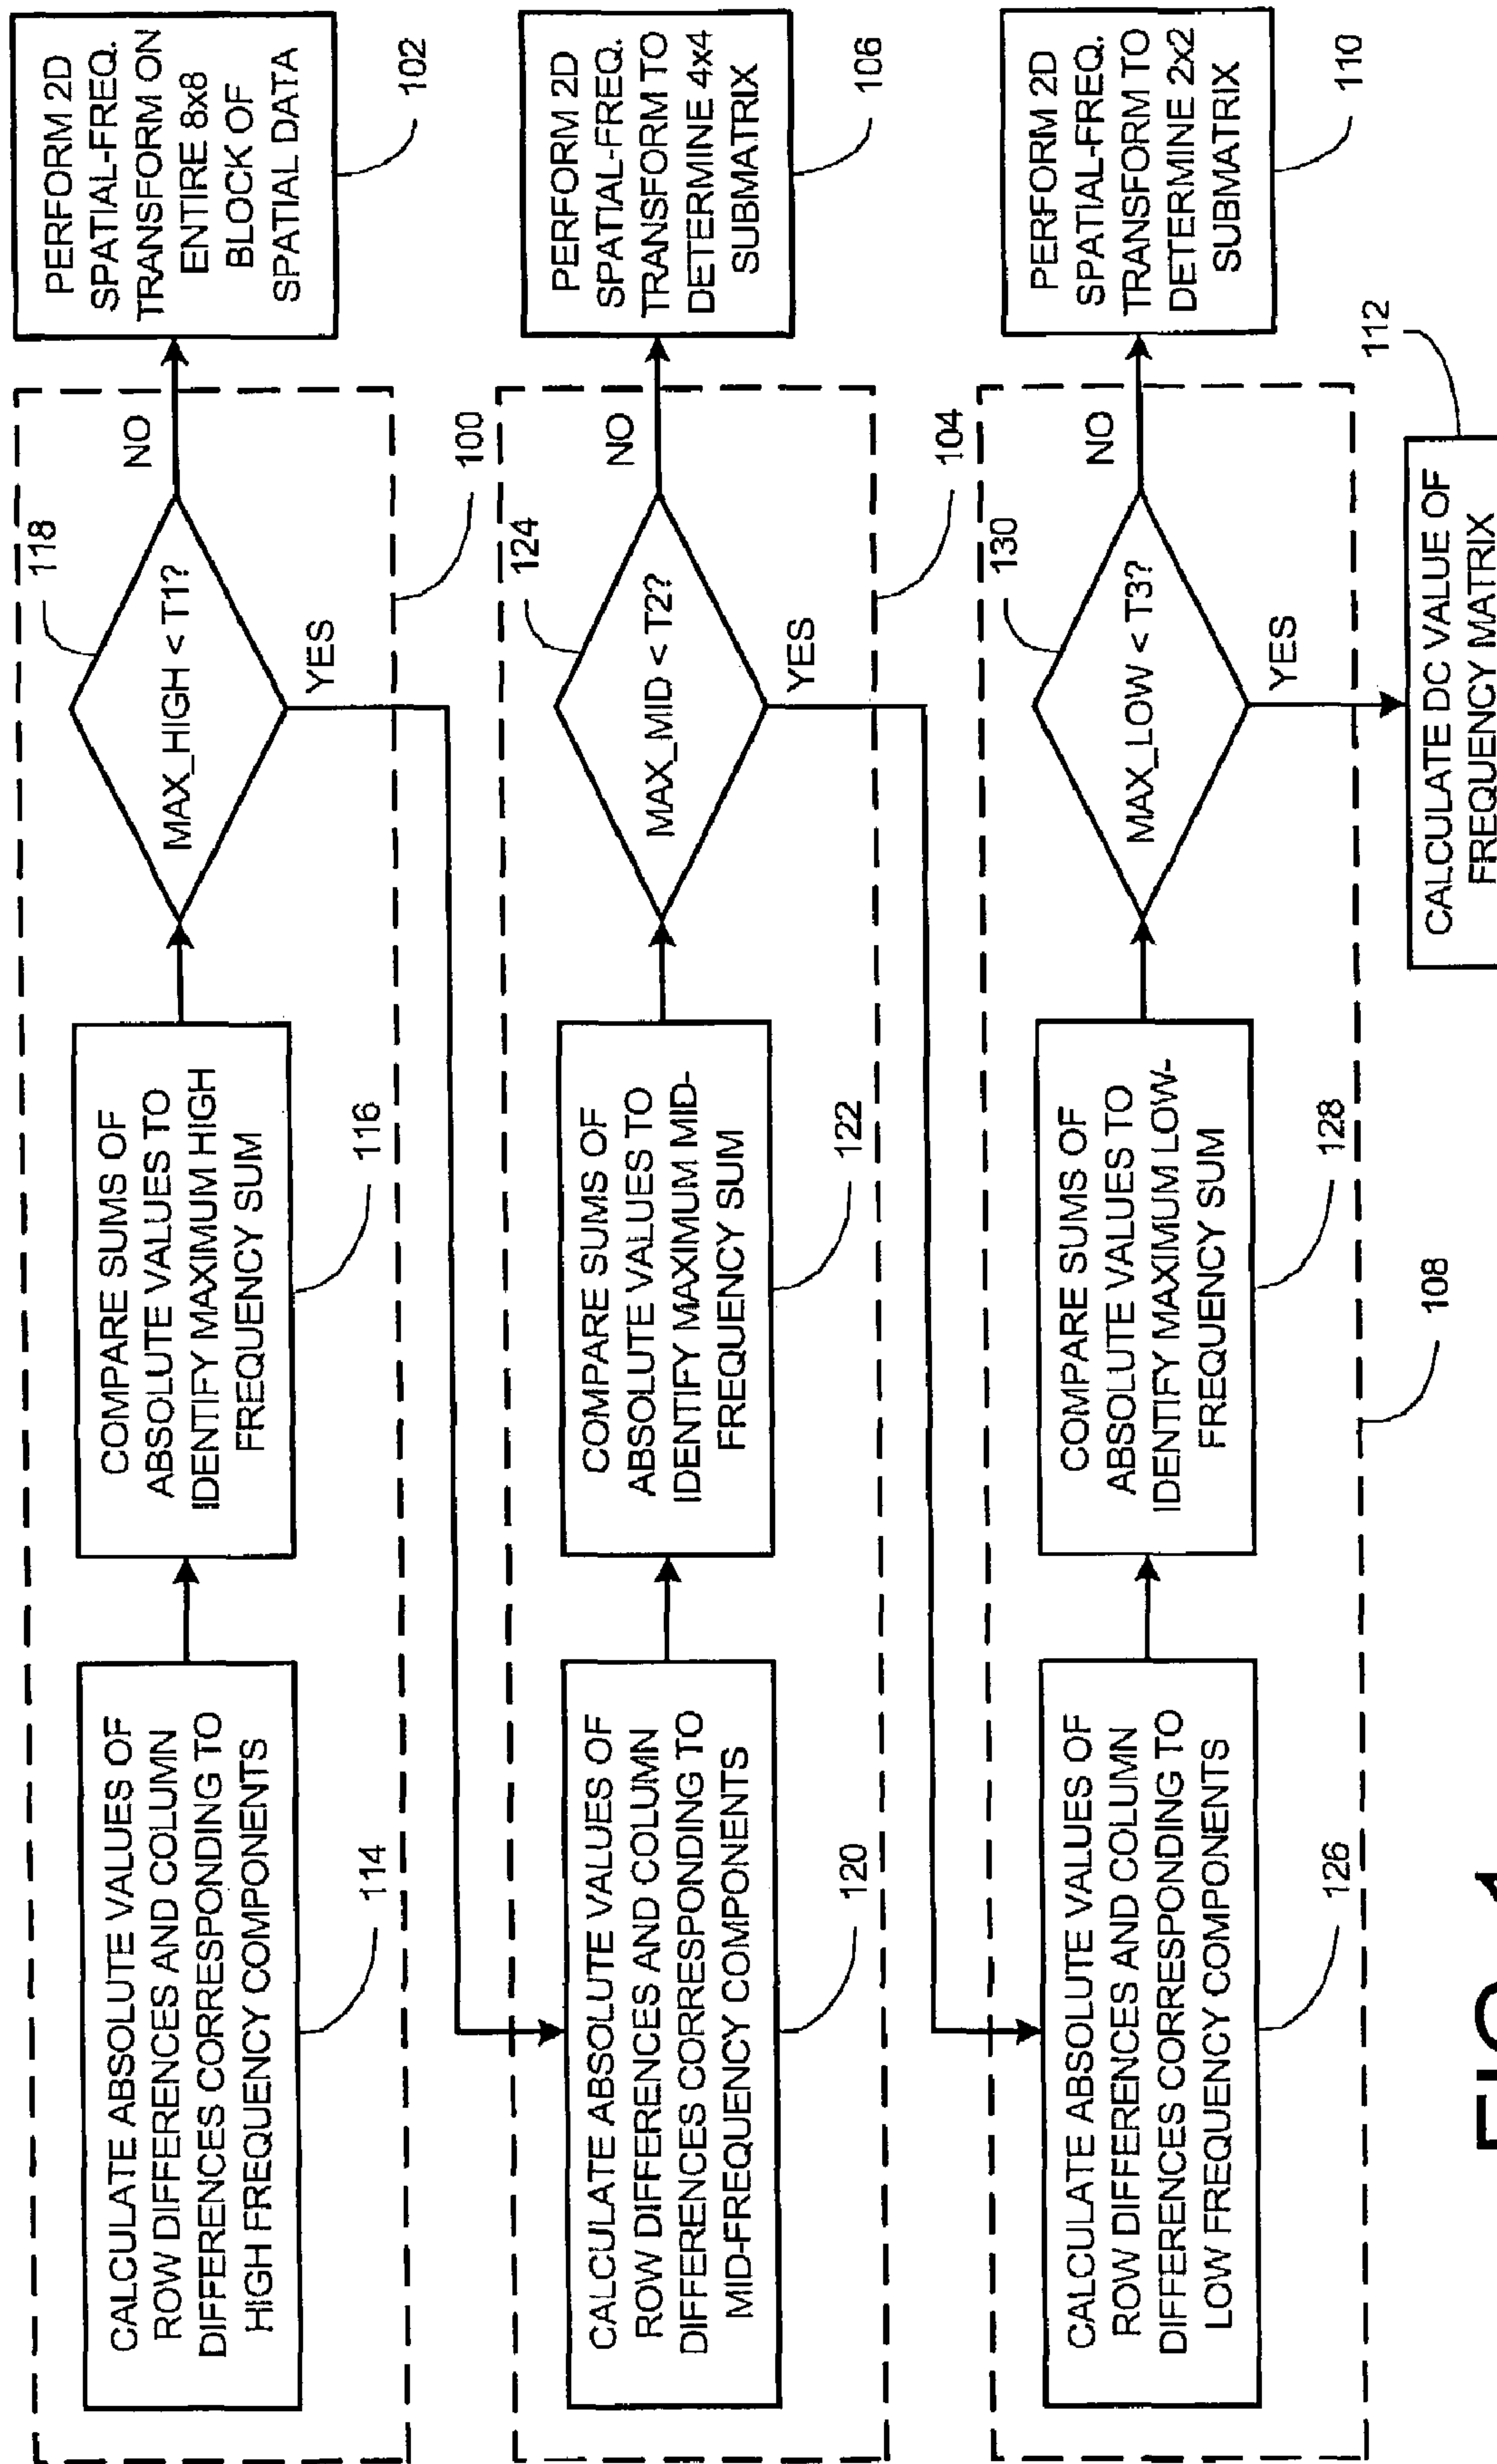 CALCULATE ABSOLUTE VALUES OF
ROW DIFFERENCES AND COLUMN
DIFFERENCES CORRESPONDING TO
HIGH FREQUENCY COMPONENTS
114
COMPARE SUMS OF
ABSOLUTE VALUES TO
IDENTIFY MAXIMUM HIGH
FREQUENCY SUM
116
MAX_HIGH < T1?
118
NO
YES
100
PERFORM 2D
SPATIAL-FREQ.
TRANSFORM ON
ENTIRE 8x8
BLOCK OF
SPATIAL DATA
102
CALCULATE ABSOLUTE VALUES OF
ROW DIFFERENCES AND COLUMN
DIFFERENCES CORRESPONDING TO
MID-FREQUENCY COMPONENTS
120
COMPARE SUMS OF
ABSOLUTE VALUES TO
IDENTIFY MAXIMUM MID-
FREQUENCY SUM
122
MAX_MID < T2?
124
NO
YES
104
PERFORM 2D
SPATIAL-FREQ.
TRANSFORM TO
DETERMINE 4x4
SUBMATRIX
106
CALCULATE ABSOLUTE VALUES OF
ROW DIFFERENCES AND COLUMN
DIFFERENCES CORRESPONDING TO
LOW FREQUENCY COMPONENTS
126
COMPARE SUMS OF
ABSOLUTE VALUES TO
IDENTIFY MAXIMUM LOW-
FREQUENCY SUM
128
MAX_LOW < T3?
130
NO
YES
108
PERFORM 2D
SPATIAL-FREQ.
TRANSFORM TO
DETERMINE 2x2
SUBMATRIX
110
CALCULATE DC VALUE OF
FREQUENCY MATRIX
112